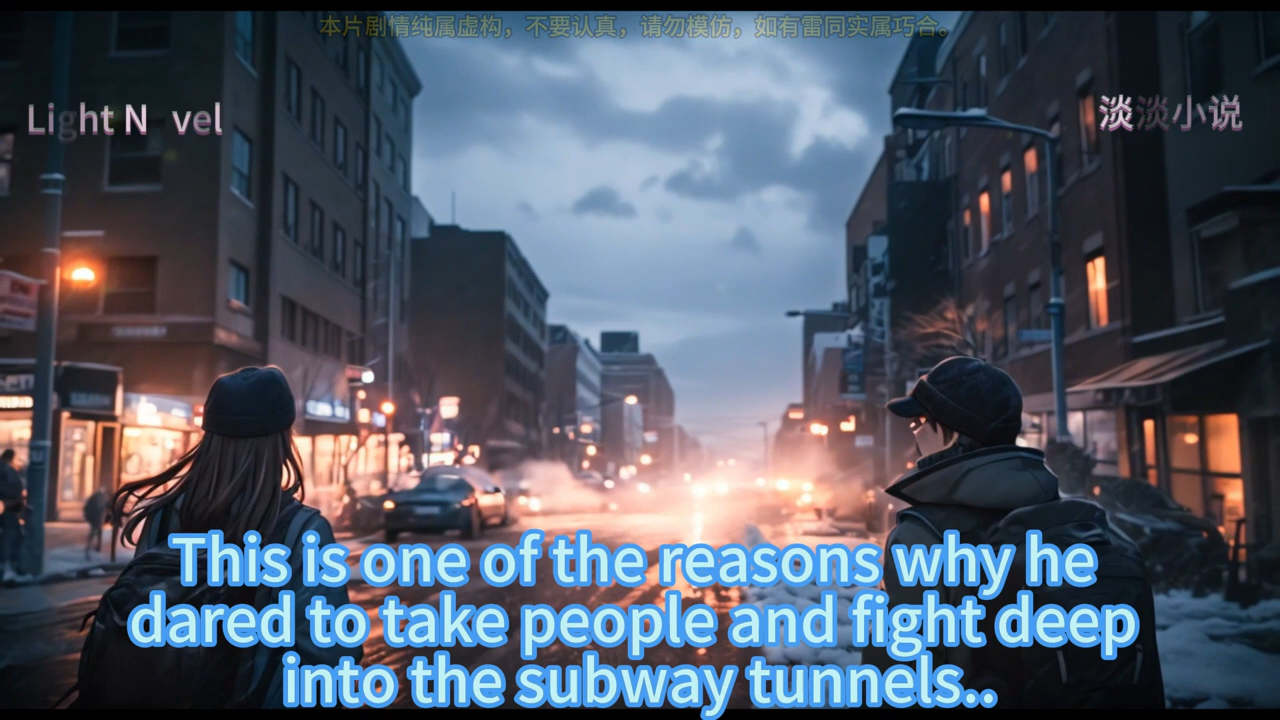 本片剧情纯属虚构，不要认真，请勿模仿，如有雷同实属巧合。
Light N vel
淡淡小说
This is one of the reasons why he
dared to take people and fight deep
into the subway tunnels..